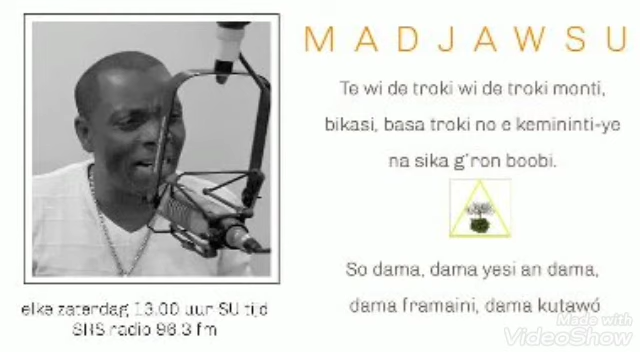 MADJAWSU
Te wi de troki wi de troki monti,
bikasi, basa troki no e kemininti-ye
na sika g'ron boobi.
So dama, dama yesi an dama,
dama framaini, dama kutawó
elke zaterdag 13.00 uur SU tijd
SRS radio 96.3 fm
Made with
VideoShow